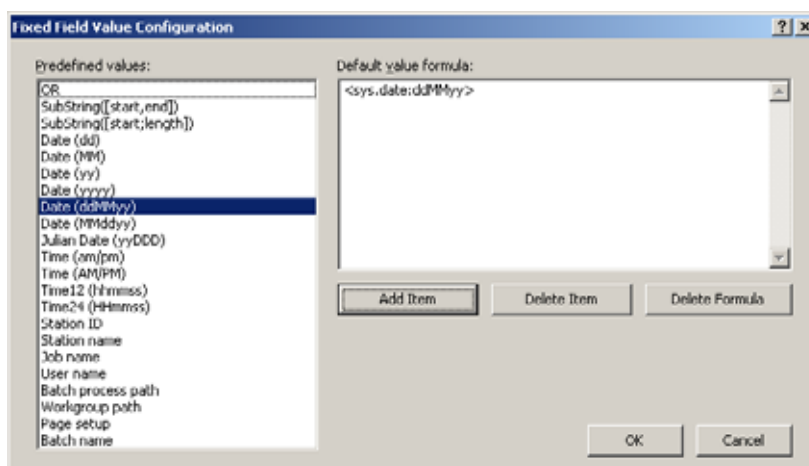 Fixed Field Value Configuration
Predefined values:
OR
SubString([start,end])
SubString([start;length])
Date (dd)
Date (MM)
Date (yy)
Date (yyyy)
Date (ddMMyy)
Date (MMddyy)
Julian Date (yyDDD)
Time (am/pm)
Time (AM/PM)
Time12 (hhmmss)
Time24 (HHmmss)
Station ID
Station name
Job name
User name
Batch process path
Workgroup path
Page setup
Batch name
Default value formula:
<sys.date:ddMMyy>
Add Item
Delete Item
Delete Formula
OK
Cancel